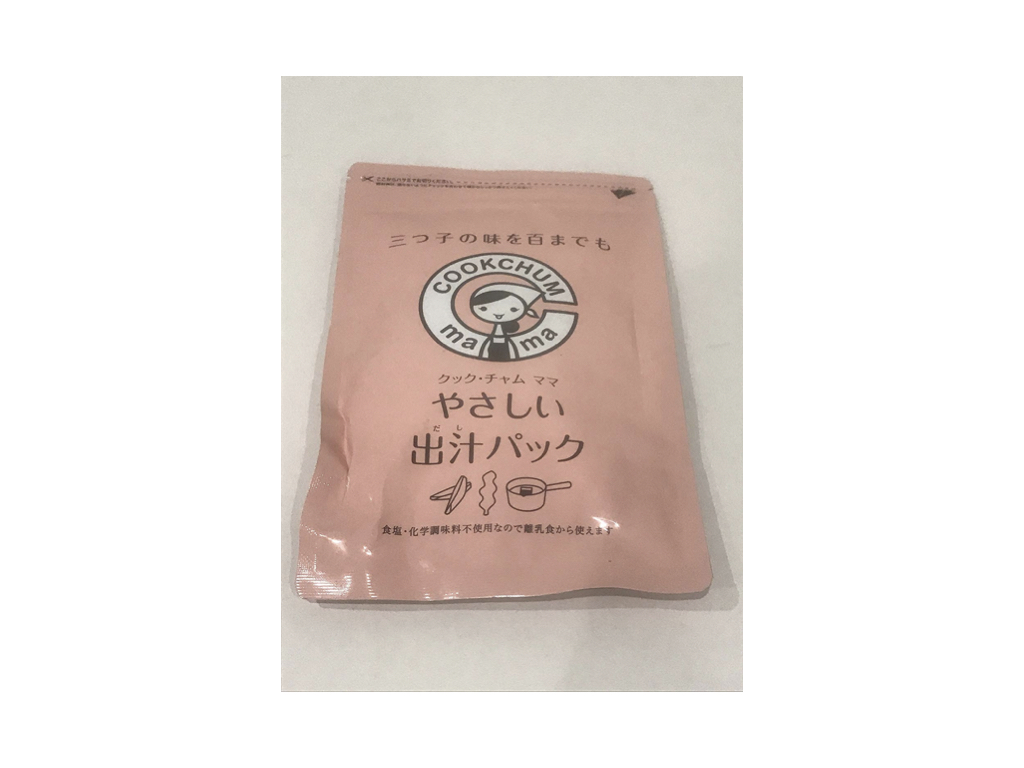 三つ子の味を百までも
COOKCHUM
mama
クック・チャム ママ
やさしい
だし
出汁パック
食塩・化学調味料不使用なので離乳食から使えます